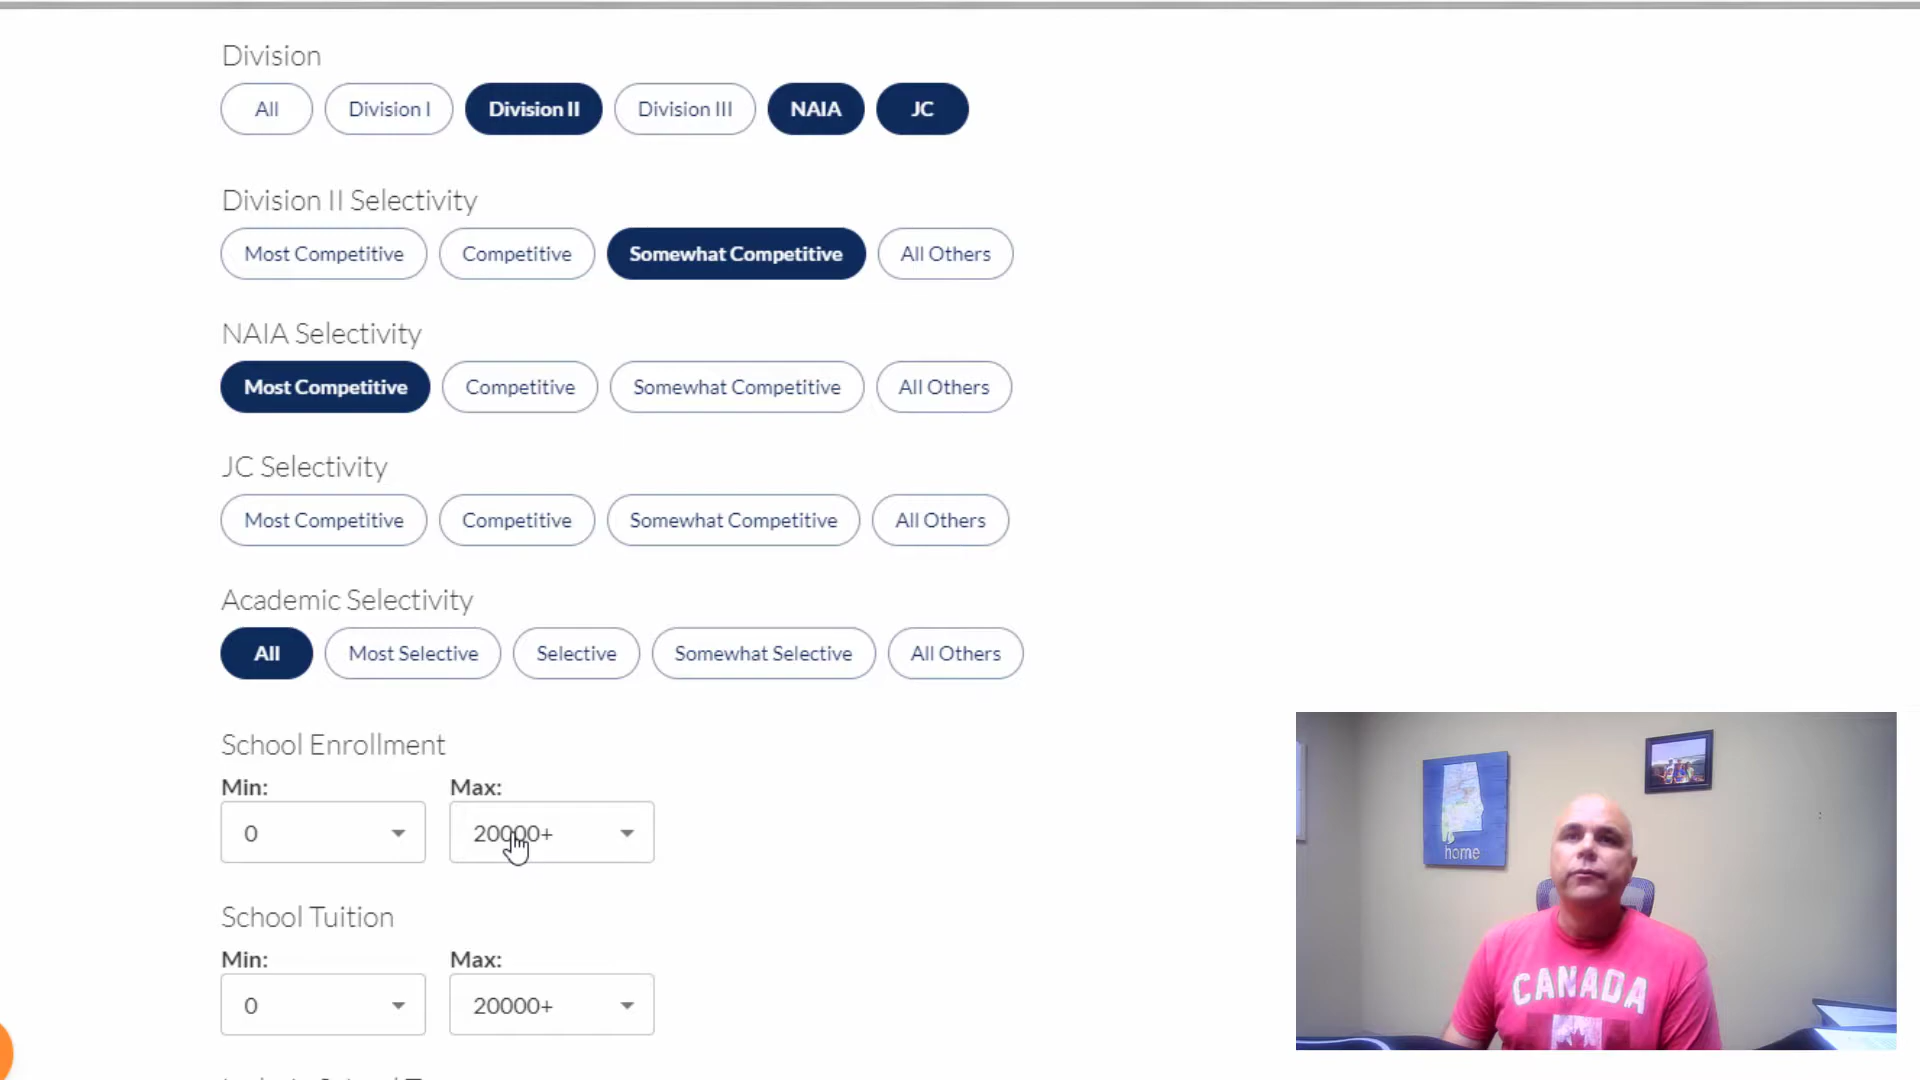 Division
All Division I Division II Division III NAIA JC
Division II Selectivity
Most Competitive Competitive Somewhat Competitive All Others
NAIA Selectivity
Most Competitive Competitive Somewhat Competitive All Others
JC Selectivity
Most Competitive Competitive Somewhat Competitive All Others
Academic Selectivity
All Most Selective Selective Somewhat Selective All Others
School Enrollment
Min: Max:
0 20000+
School Tuition
Min: Max:
0 20000+
home
CANADA